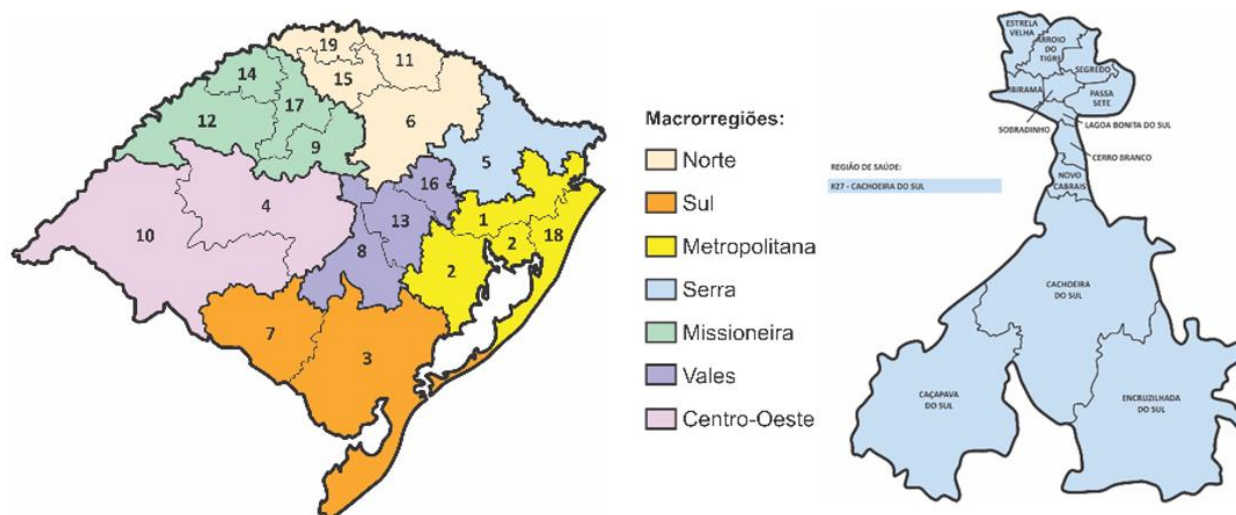 19
11
14
15
17
12
6
9
5
16
4
13
1
10
2
18
8
2
7
3
Macrorregiões:
Norte
Sul
Metropolitana
Serra
Missioneira
Vales
Centro-Oeste
ESTRELA
VELHA
ARROIO
DO
TIGRE
SEGREDO
IBIRAMA
PASSA
SETE
SOBRADINHO
LAGOA BONITA DO SUL
CERRO BRANCO
REGIÃO DE SAÚDE:
R27 - CACHOEIRA DO SUL
NOVO
CABRAIS
CACHOEIRA
DO SUL
CAÇAPAVA
DO SUL
ENCRUZILHADA
DO SUL